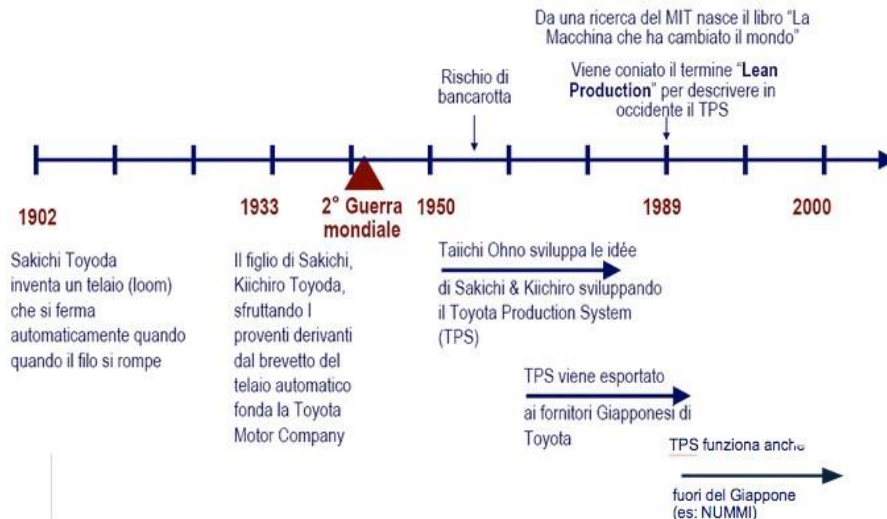 Da una ricerca del MIT nasce il libro “La
Macchina che ha cambiato il mondo”
Viene coniato il termine “Lean
Production” per descrivere in
occidente il TPS
Rischio di
bancarotta
1902
1933
2° Guerra
mondiale
1950
1989
2000
Sakichi Toyoda
inventa un telaio (loom)
che si ferma
automaticamente quando
quando il filo si rompe
Il figlio di Sakichi,
Kiichiro Toyoda,
sfruttando I
proventi derivanti
dal brevetto del
telaio automatico
fonda la Toyota
Motor Company
Taiichi Ohno sviluppa le idée
di Sakichi & Kiichiro sviluppando
il Toyota Production System
(TPS)
TPS viene esportato
ai fornitori Giapponesi di
Toyota
TPS funziona anche
fuori del Giappone
(es: NUMMI)